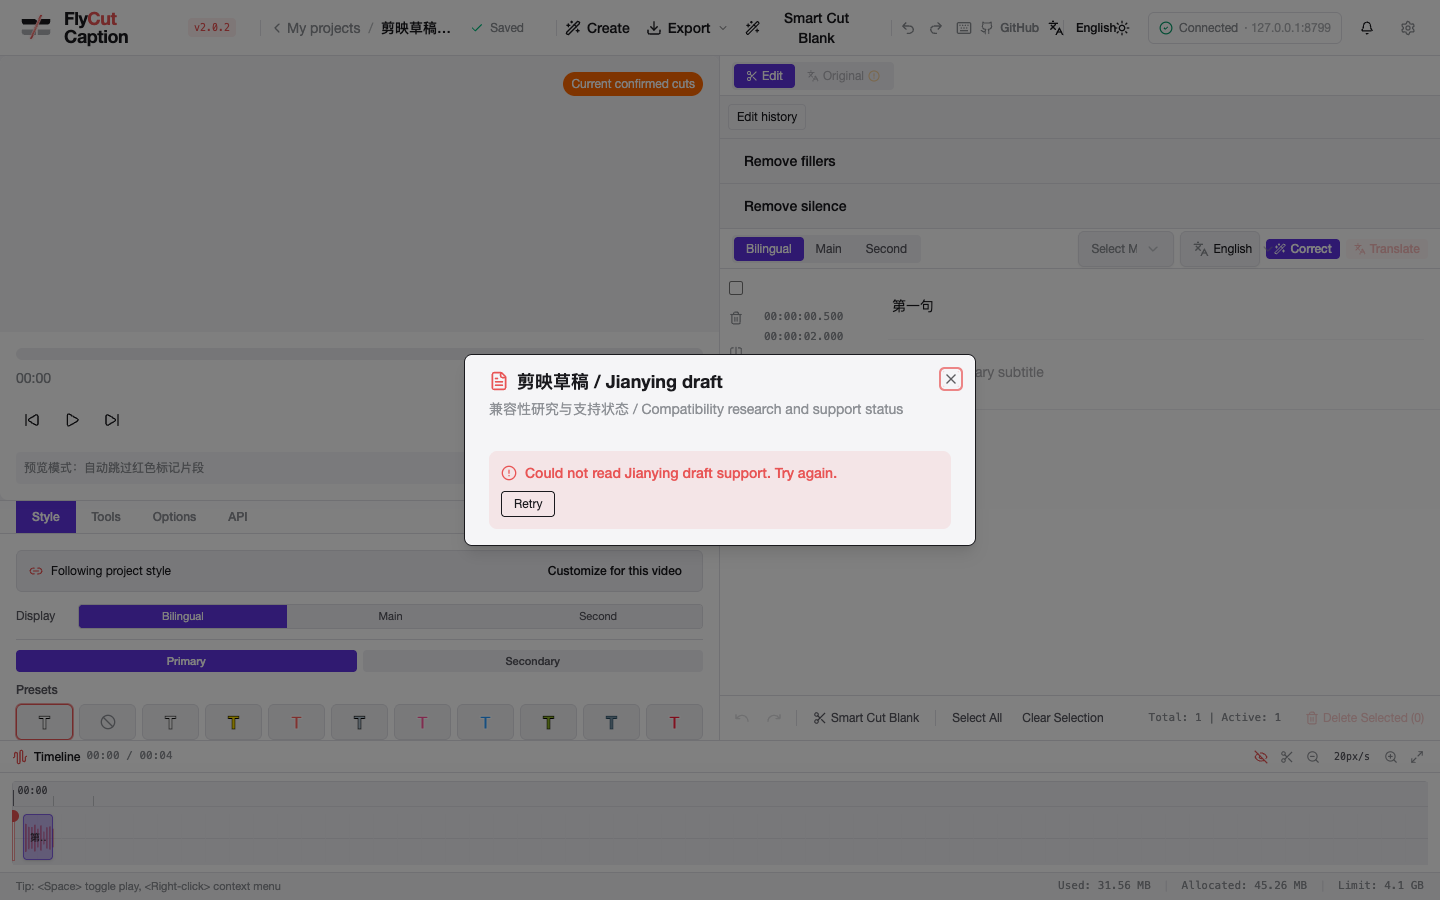 FlyCut
Caption
v2.0.2
My projects / 剪映草稿...
Saved
Create
Export
Smart Cut
Blank
GitHub
English
Connected · 127.0.0.1:8799
Current confirmed cuts
Edit
Original
Edit history
Remove fillers
Remove silence
Bilingual
Main
Second
Select M
English
Correct
Translate
00:00:00.500
00:00:02.000
第一句
ary subtitle
00:00
预览模式：自动跳过红色标记片段
剪映草稿 / Jianying draft
兼容性研究与支持状态 / Compatibility research and support status
Could not read Jianying draft support. Try again.
Retry
Style
Tools
Options
API
Following project style
Customize for this video
Display
Bilingual
Main
Second
Primary
Secondary
Presets
T
T
T
T
T
T
T
T
T
T
Smart Cut Blank
Select All
Clear Selection
Total: 1 | Active: 1
Delete Selected (0)
Timeline
00:00 / 00:04
20px/s
00:00
第...
Tip: <Space> toggle play, <Right-click> context menu
Used: 31.56 MB
Allocated: 45.26 MB
Limit: 4.1 GB